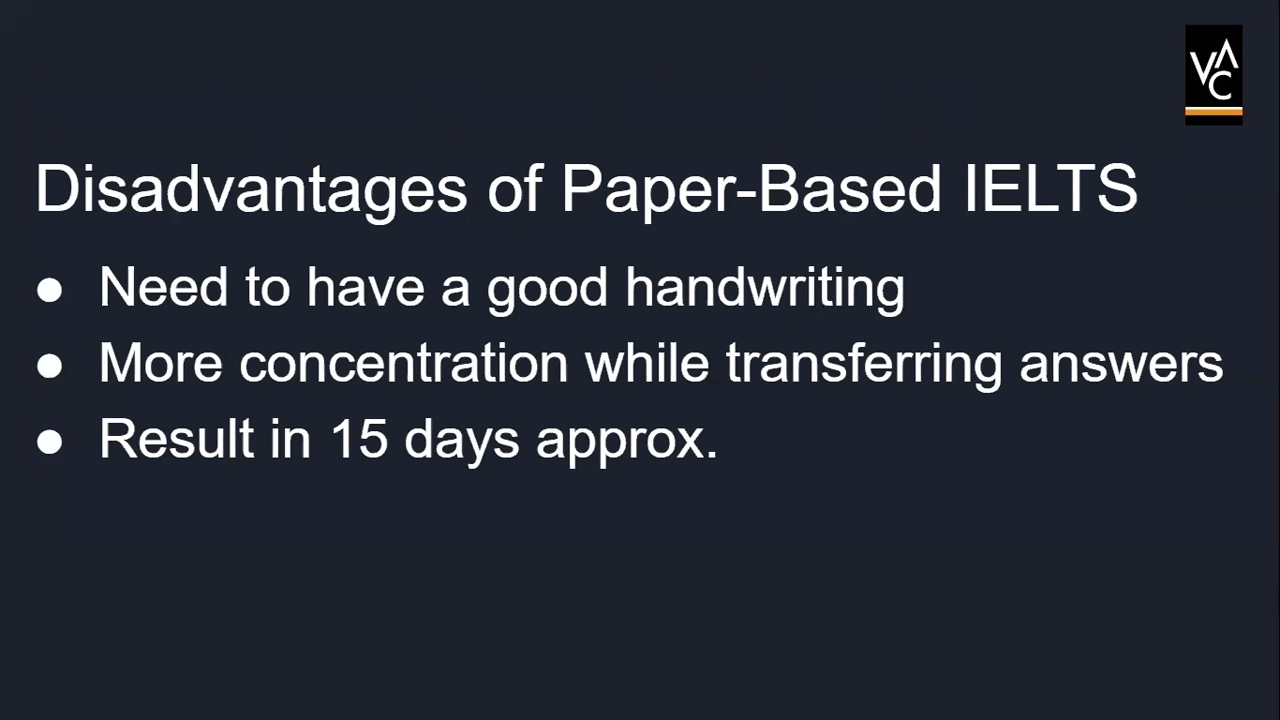 VAC
Disadvantages of Paper-Based IELTS
● Need to have a good handwriting
● More concentration while transferring answers
● Result in 15 days approx.